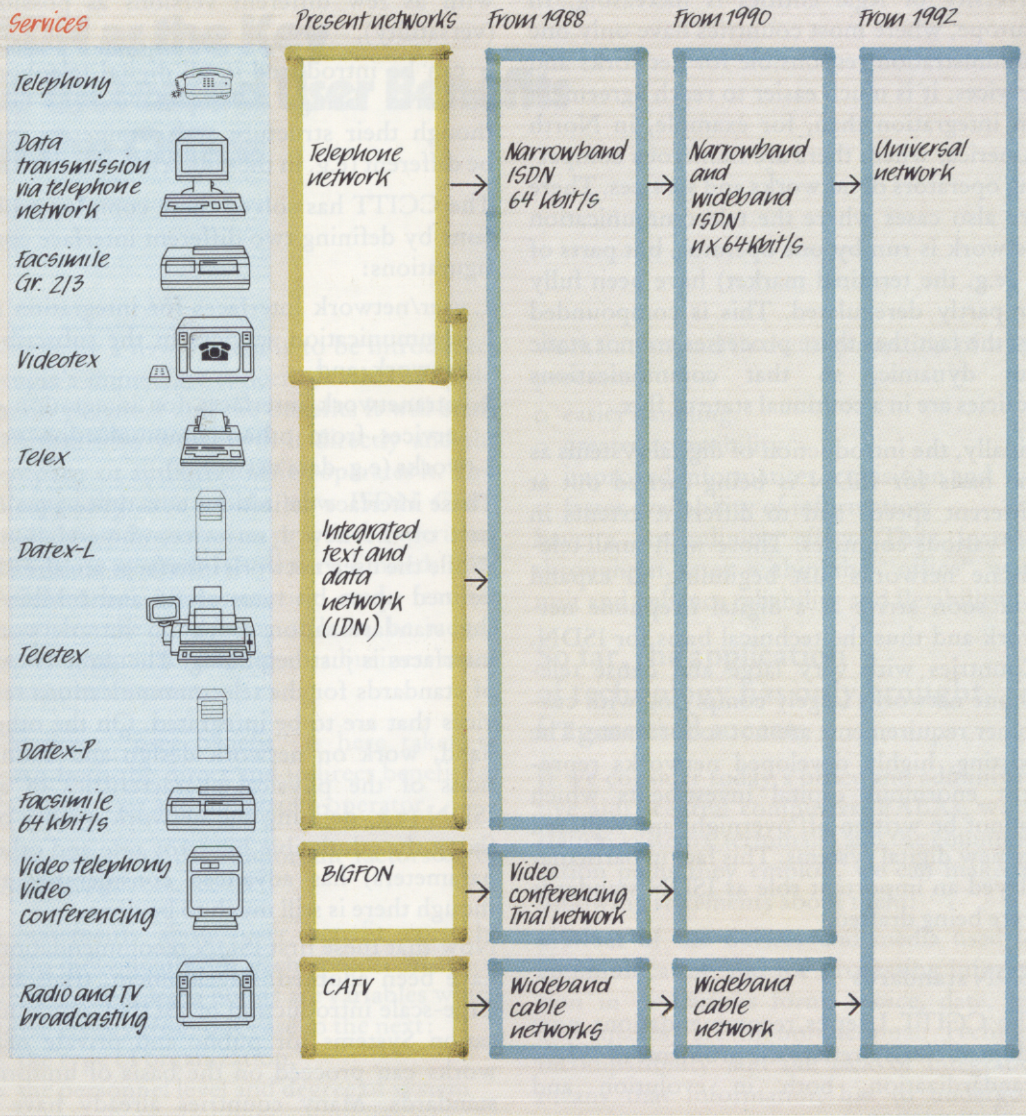 Services
Present networks
From 1988
From 1990
From 1992
Telephony
Data
transmission
via telephone
network
Facsimile
Gr. 2/3
Videotex
Telex
Datex-L
Teletex
Datex-P
Facsimile
64 kbit/s
Video telephony
Video
conferencing
Radio and TV
broadcasting
Telephone
network
Integrated
text and
data
network
(IDN)
BIGFON
CATV
Narrowband
ISDN
64 kbit/s
Video
conferencing
Trial network
Wideband
cable
networks
Narrowband
and
wideband
ISDN
n x 64 kbit/s
Wideband
cable
network
Universal
network